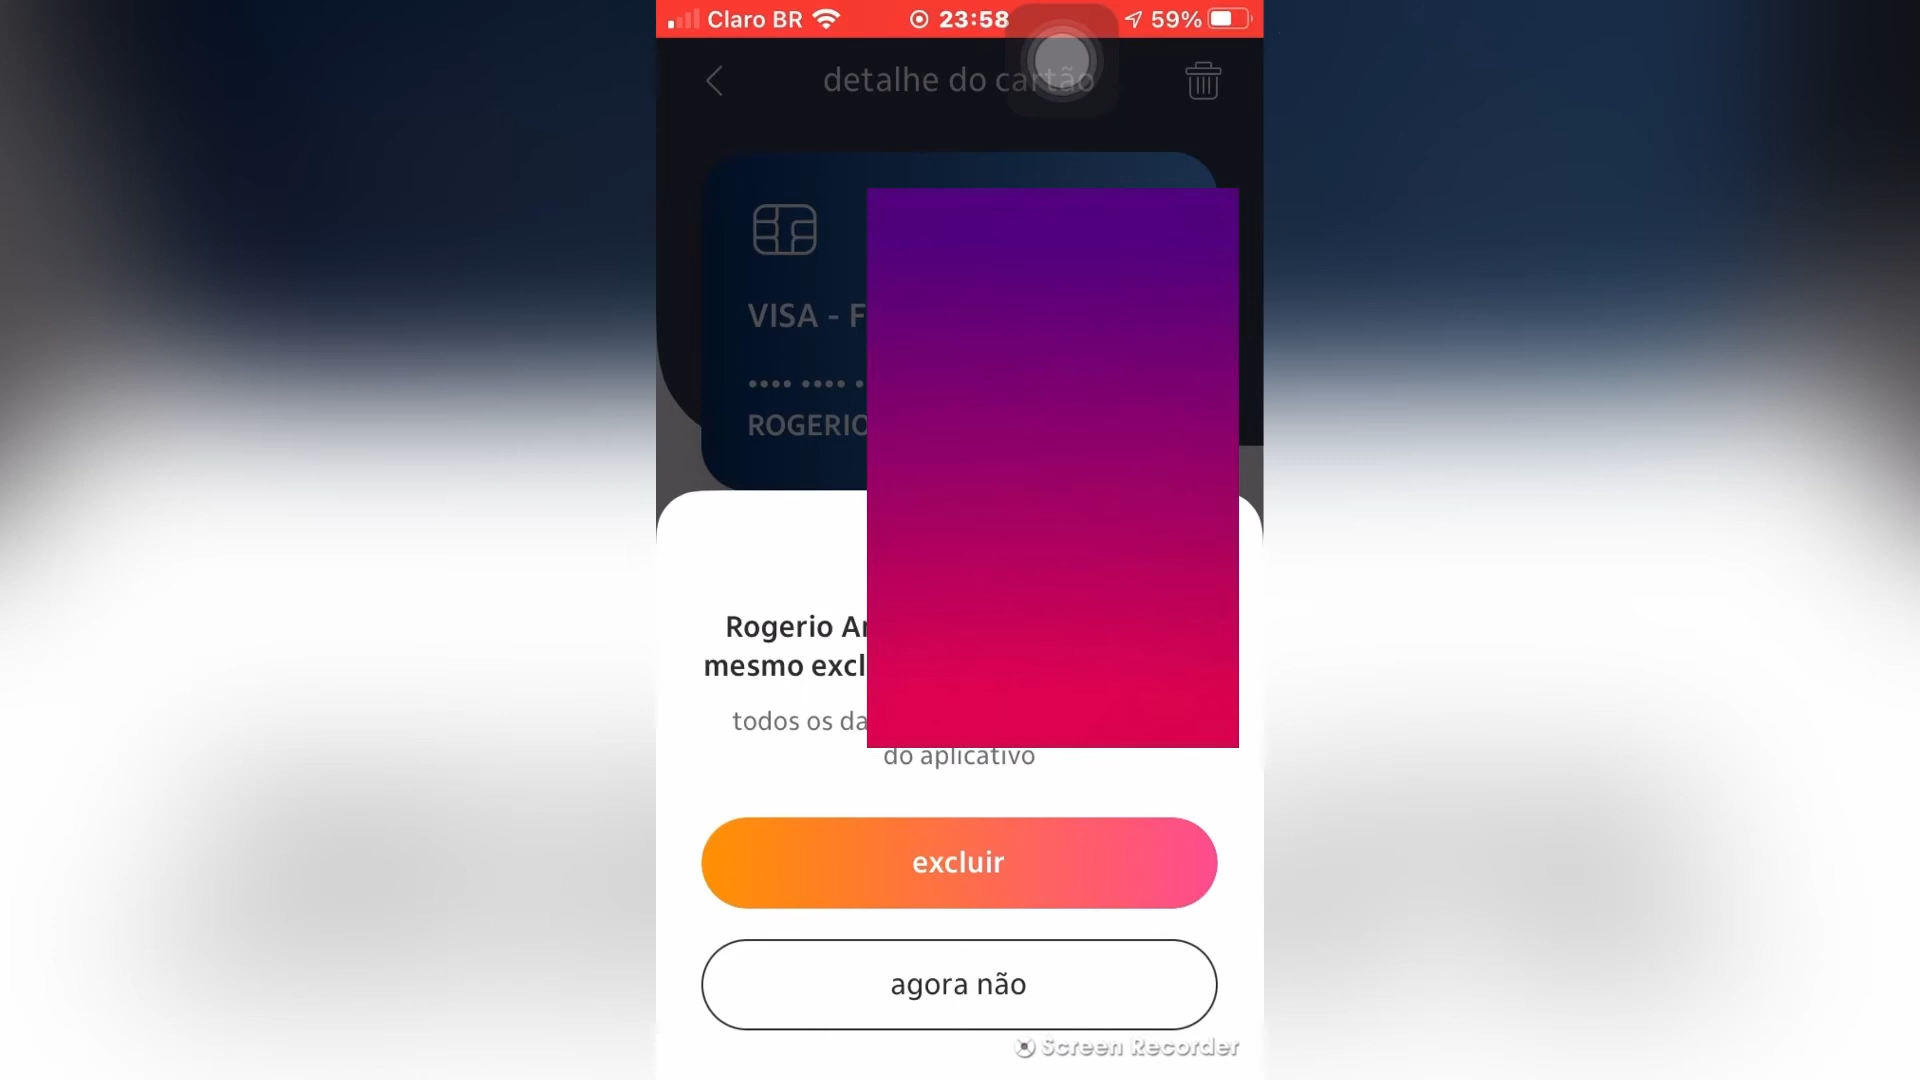 Claro BR 23:58 59%
detalhe do cartão
VISA - F
•••• •••• •
ROGERIO
Rogerio
mesmo excl
todos os da
do aplicativo
excluir
agora não
Screen Recorder